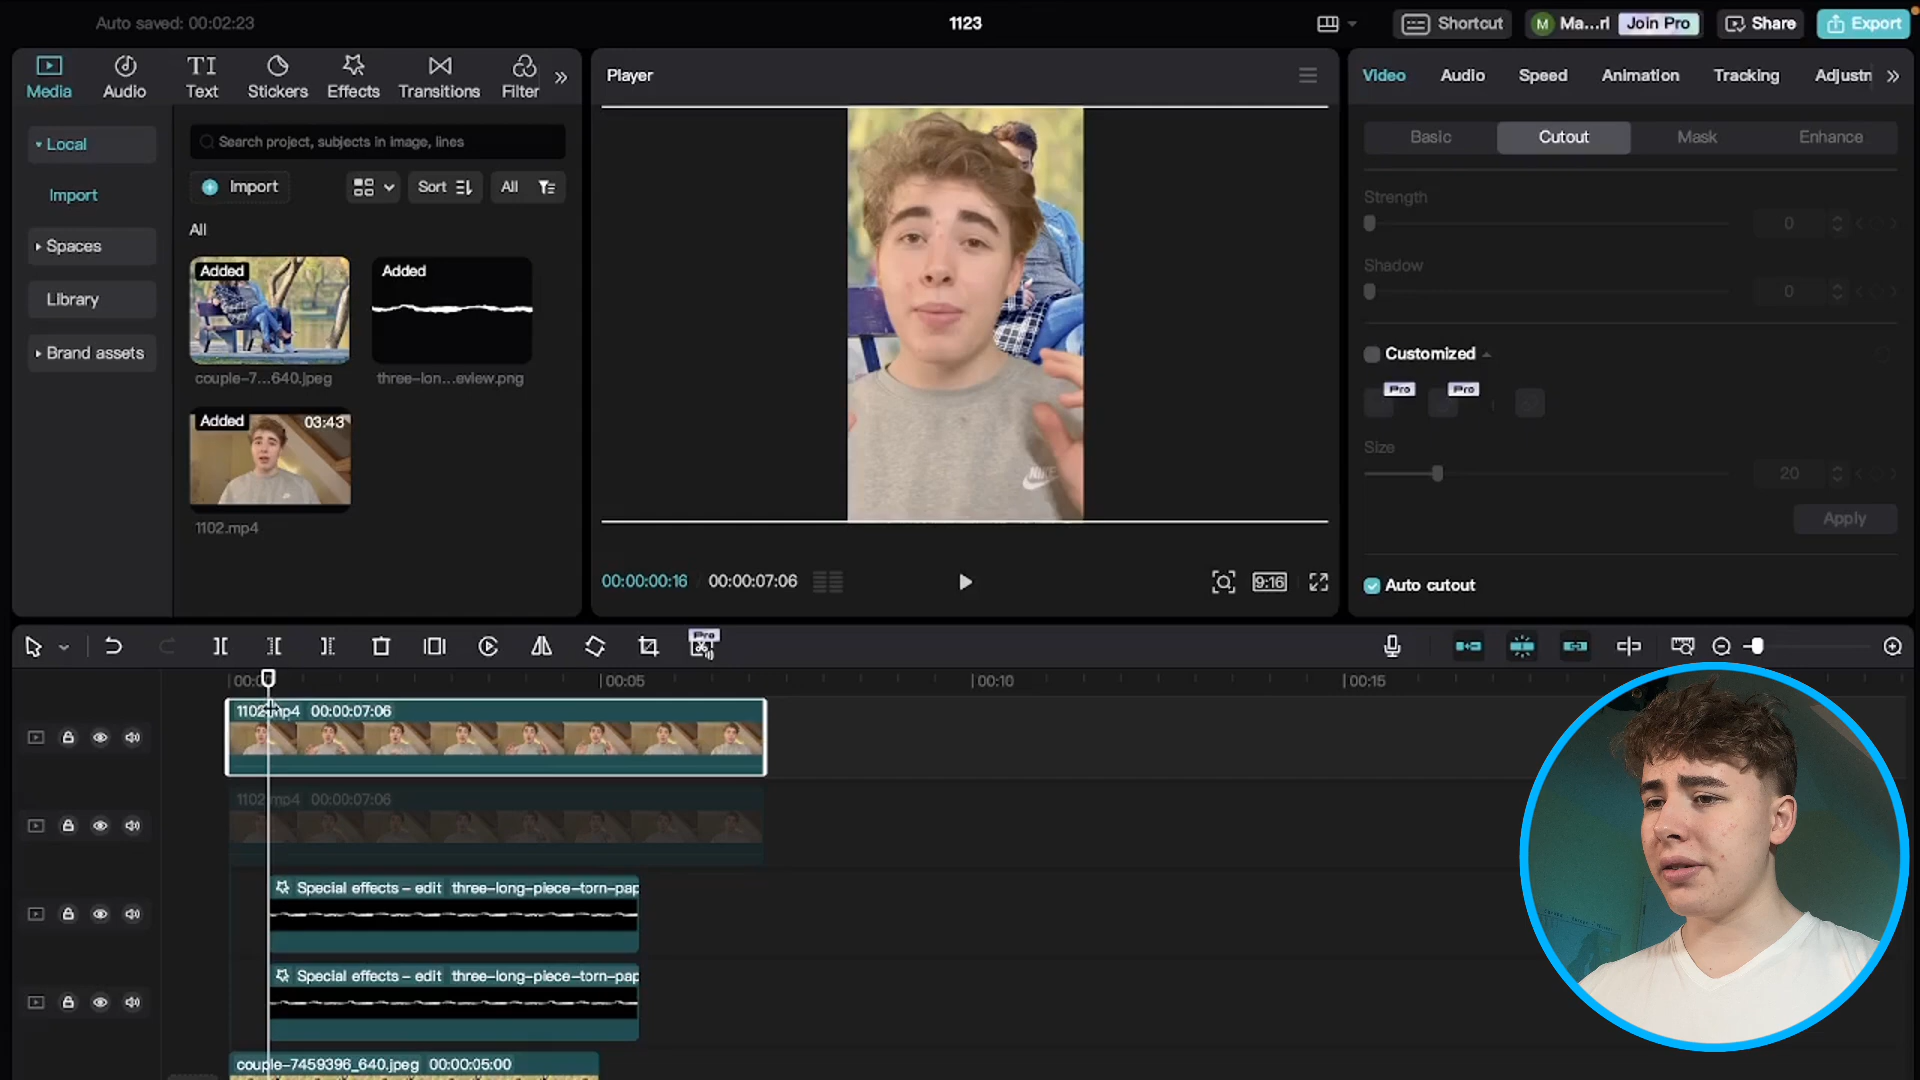 Auto saved: 00:02:23
1123
Shortcut
M
Ma...rl
Join Pro
Share
Export
Media
Audio
Text
Stickers
Effects
Transitions
Filter
Local
Import
Spaces
Library
Brand assets
Search project, subjects in image, lines
Import
Sort
All
All
Added
couple-7...640.jpeg
Added
three-lon...eview.png
Added
03:43
1102.mp4
Player
NIKE
00:00:00:16
00:00:07:06
9:16
Video
Audio
Speed
Animation
Tracking
Adjustm
Basic
Cutout
Mask
Enhance
Strength
0
Shadow
0
Customized
Pro
Pro
Size
20
Apply
Auto cutout
Pro
00:05
00:10
00:15
1102.mp4 00:00:07:06
1102.mp4 00:00:07:06
Special effects – edit three-long-piece-torn-pap
Special effects – edit three-long-piece-torn-pap
couple-7459396_640.jpeg 00:00:05:00